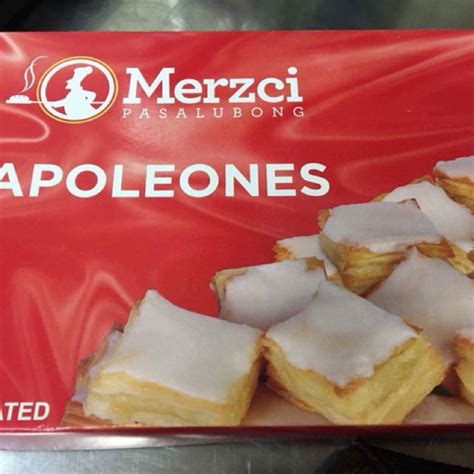 Merzci
PASALUBONG
APOLEONES
ATED